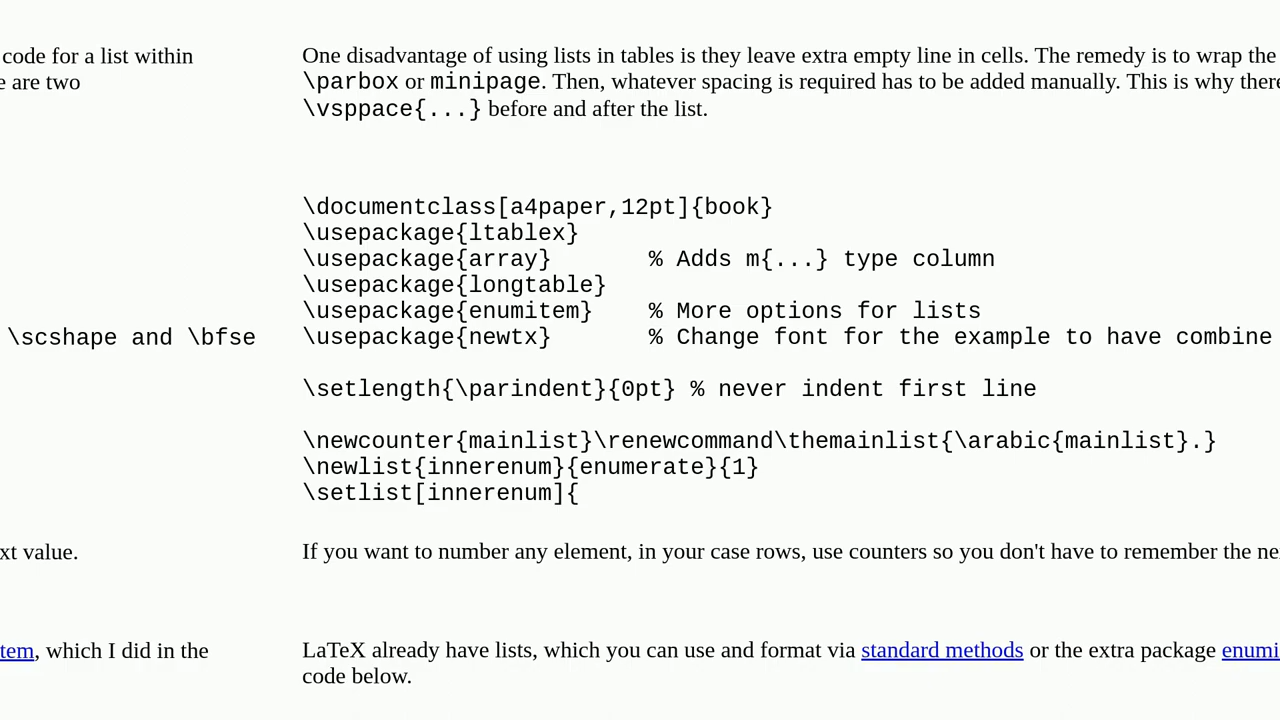 code for a list within
e are two
One disadvantage of using lists in tables is they leave extra empty line in cells. The remedy is to wrap the
\parbox or minipage. Then, whatever spacing is required has to be added manually. This is why there
\vsppace{...} before and after the list.
\documentclass[a4paper,12pt]{book}
\usepackage{ltablex}
\usepackage{array}       % Adds m{...} type column
\usepackage{longtable}
\usepackage{enumitem}    % More options for lists
\scshape and \bfse
\usepackage{newtx}       % Change font for the example to have combine
\setlength{\parindent}{0pt} % never indent first line
\newcounter{mainlist}\renewcommand\themainlist{\arabic{mainlist}.}
\newlist{innerenum}{enumerate}{1}
\setlist[innerenum]{
xt value.
If you want to number any element, in your case rows, use counters so you don't have to remember the ne
tem, which I did in the
LaTeX already have lists, which you can use and format via standard methods or the extra package enumi
code below.